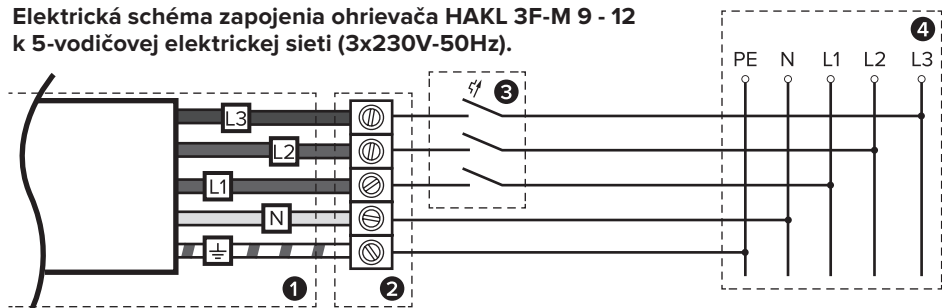 Elektrická schéma zapojenia ohrievača HAKL 3F-M 9 - 12
k 5-vodičovej elektrickej sieti (3x230V-50Hz).
4
PE N L1 L2 L3
3
L3
L2
L1
N
1 2